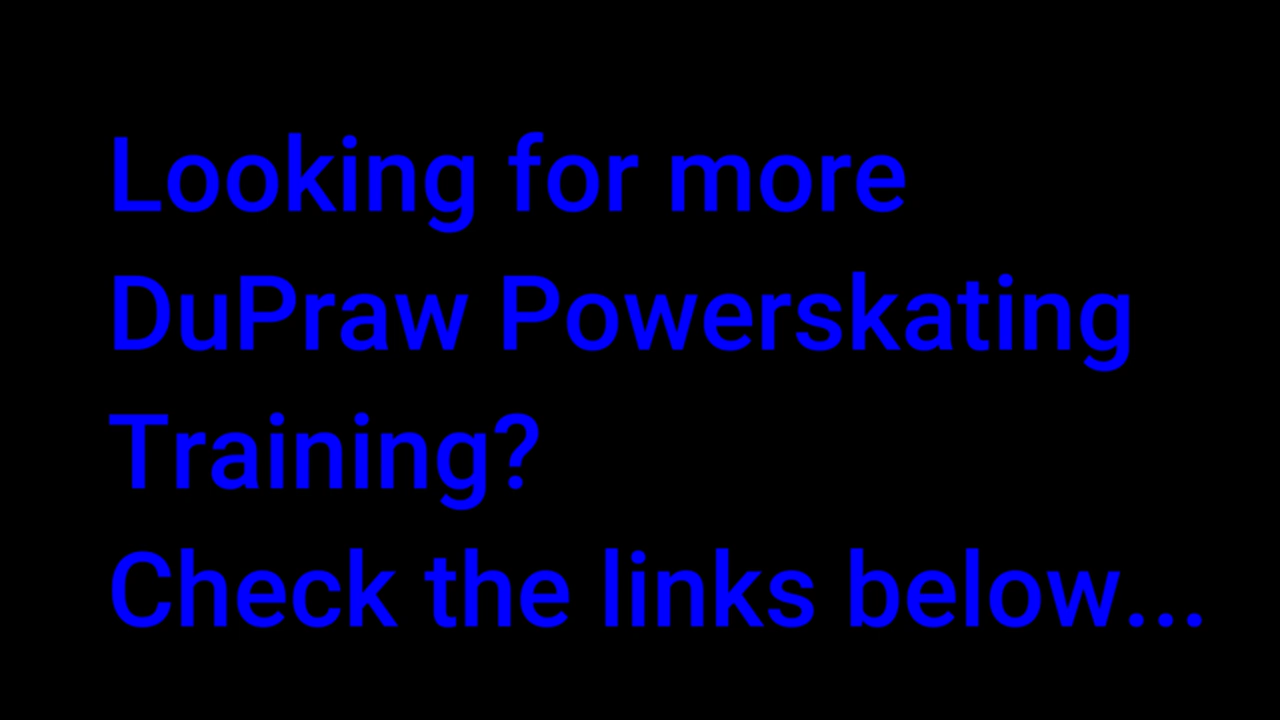 Looking for more
DuPraw Powerskating
Training?
Check the links below...